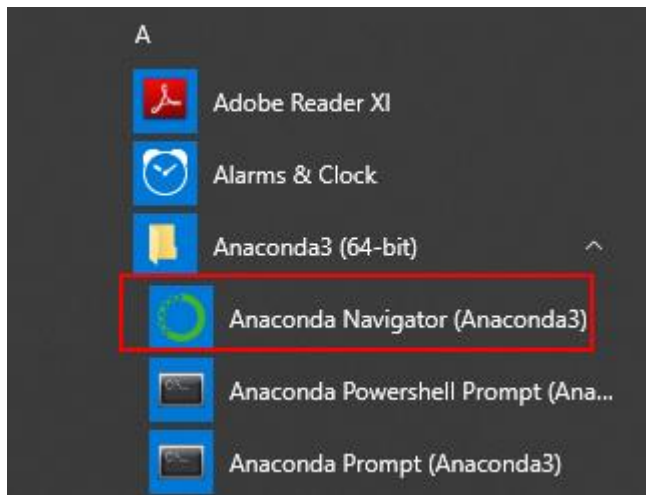 A
Adobe Reader XI
Alarms & Clock
Anaconda3 (64-bit)
Anaconda Navigator (Anaconda3)
Anaconda Powershell Prompt (Ana...
Anaconda Prompt (Anaconda3)